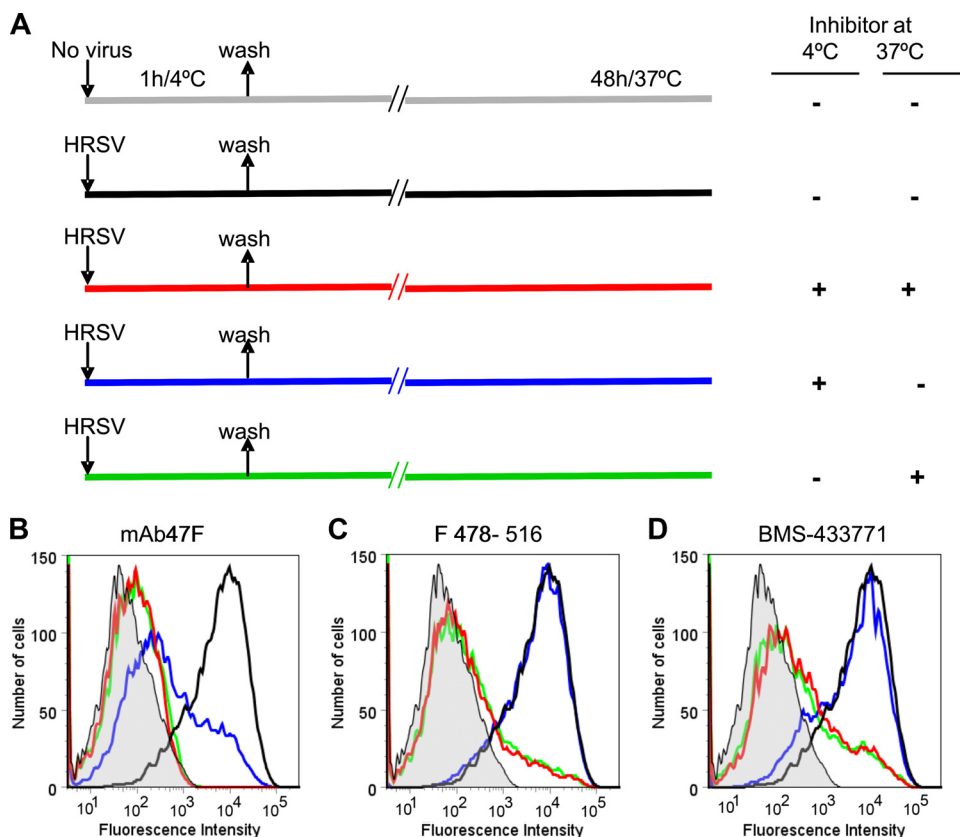 A
Inhibitor at
4ºC 37ºC
No virus
1h/4ºC
wash
48h/37ºC
- -
HRSV
wash
- -
HRSV
wash
+ +
HRSV
wash
+ -
HRSV
wash
- +
B
mAb47F
Number of cells
150
100
50
0
10¹ 10² 10³ 10⁴ 10⁵
Fluorescence Intensity
C
F 478- 516
Number of cells
150
100
50
0
10¹ 10² 10³ 10⁴ 10⁵
Fluorescence Intensity
D
BMS-433771
Number of cells
150
100
50
0
10¹ 10² 10³ 10⁴ 10⁵
Fluorescence Intensity